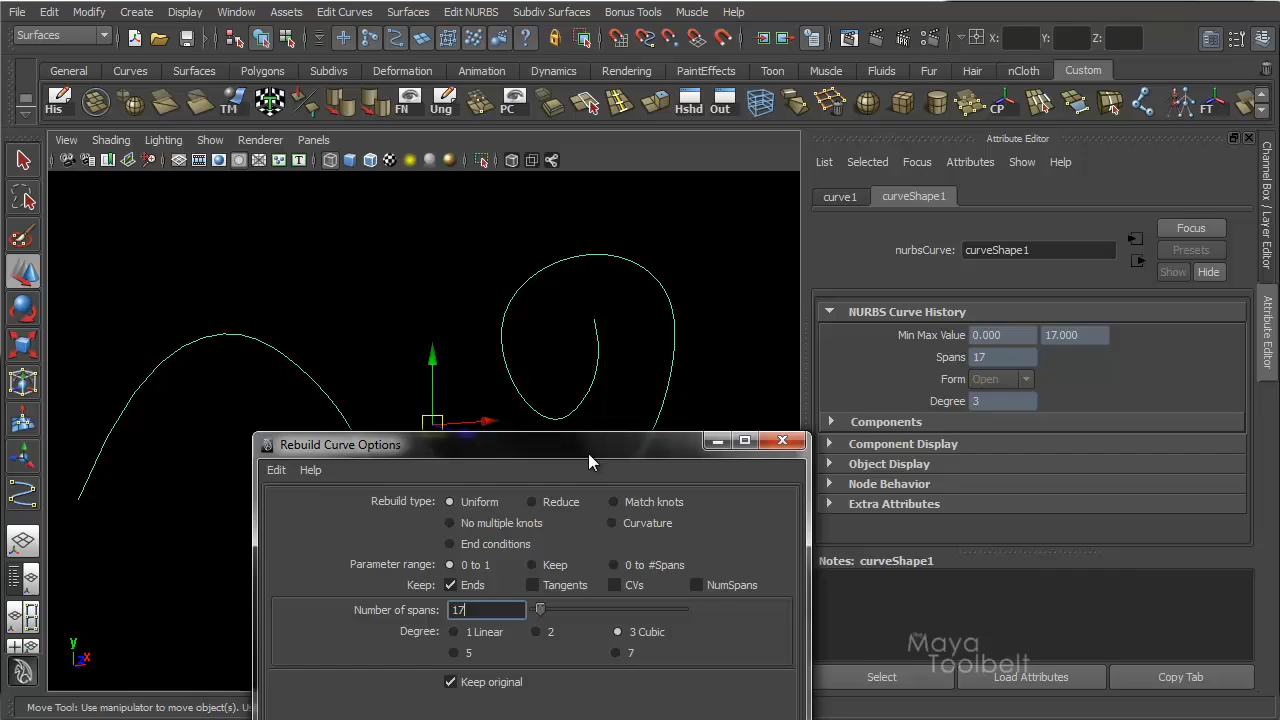 File Edit Modify Create Display Window Assets Edit Curves Surfaces Edit NURBS Subdiv Surfaces Bonus Tools Muscle Help
Surfaces X: Y: Z:
General Curves Surfaces Polygons Subdivs Deformation Animation Dynamics Rendering PaintEffects Toon Muscle Fluids Fur Hair nCloth Custom
His TM FN Ung PC Hshd Out CP FT
View Shading Lighting Show Renderer Panels
Attribute Editor
List Selected Focus Attributes Show Help
curve1 curveShape1
Focus
nurbsCurve: curveShape1 Presets
Show Hide
NURBS Curve History
Min Max Value 0.000 17.000
Spans 17
Form Open
Degree 3
Components
Component Display
Object Display
Node Behavior
Extra Attributes
Notes: curveShape1
Select Load Attributes Copy Tab
Channel Box / Layer Editor
Attribute Editor
Rebuild Curve Options
Edit Help
Rebuild type: Uniform Reduce Match knots
No multiple knots Curvature
End conditions
Parameter range: 0 to 1 Keep 0 to #Spans
Keep: Ends Tangents CVs NumSpans
Number of spans: 17
Degree: 1 Linear 2 3 Cubic
5 7
Keep original
y
z x
The Maya
Toolbelt
Move Tool: Use manipulator to move object(s).